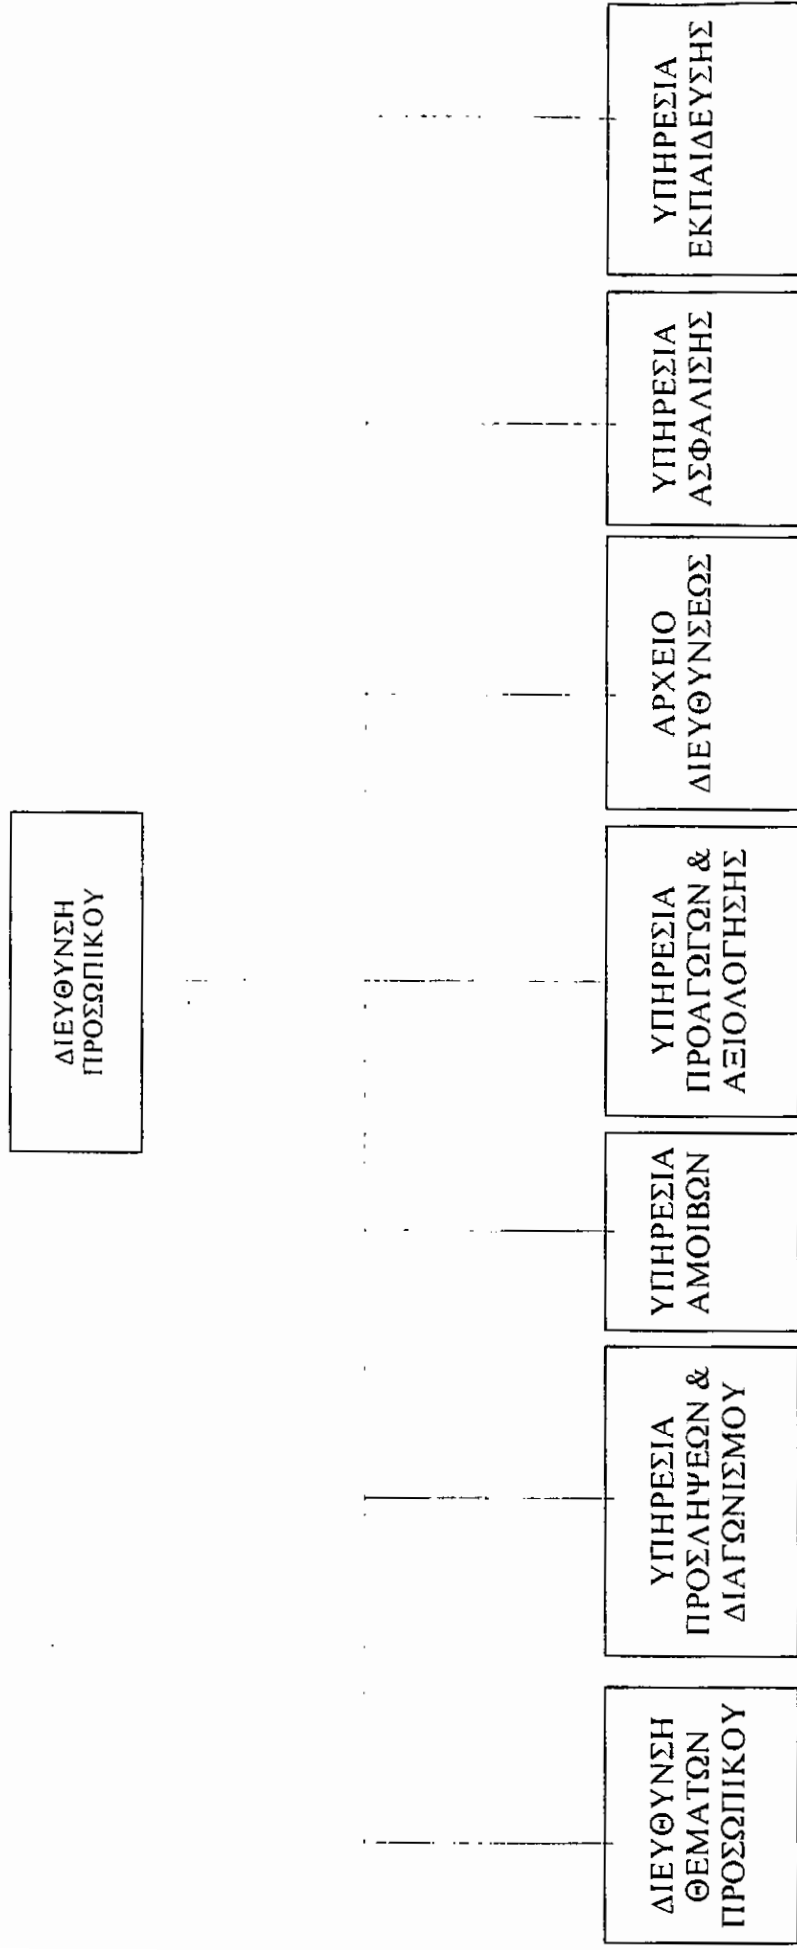 ΔΙΕΥΘΥΝΣΗ
ΠΡΟΣΩΠΙΚΟΥ
ΔΙΕΥΘΥΝΣΗ
ΘΕΜΑΤΩΝ
ΠΡΟΣΩΠΙΚΟΥ
ΥΠΗΡΕΣΙΑ
ΠΡΟΣΛΗΨΕΩΝ &
ΔΙΑΓΩΝΙΣΜΟΥ
ΥΠΗΡΕΣΙΑ
ΑΜΟΙΒΩΝ
ΥΠΗΡΕΣΙΑ
ΠΡΟΑΓΩΓΩΝ &
ΑΞΙΟΛΟΓΗΣΗΣ
ΑΡΧΕΙΟ
ΔΙΕΥΘΥΝΣΕΩΣ
ΥΠΗΡΕΣΙΑ
ΑΣΦΑΛΙΣΗΣ
ΥΠΗΡΕΣΙΑ
ΕΚΠΑΙΔΕΥΣΗΣ